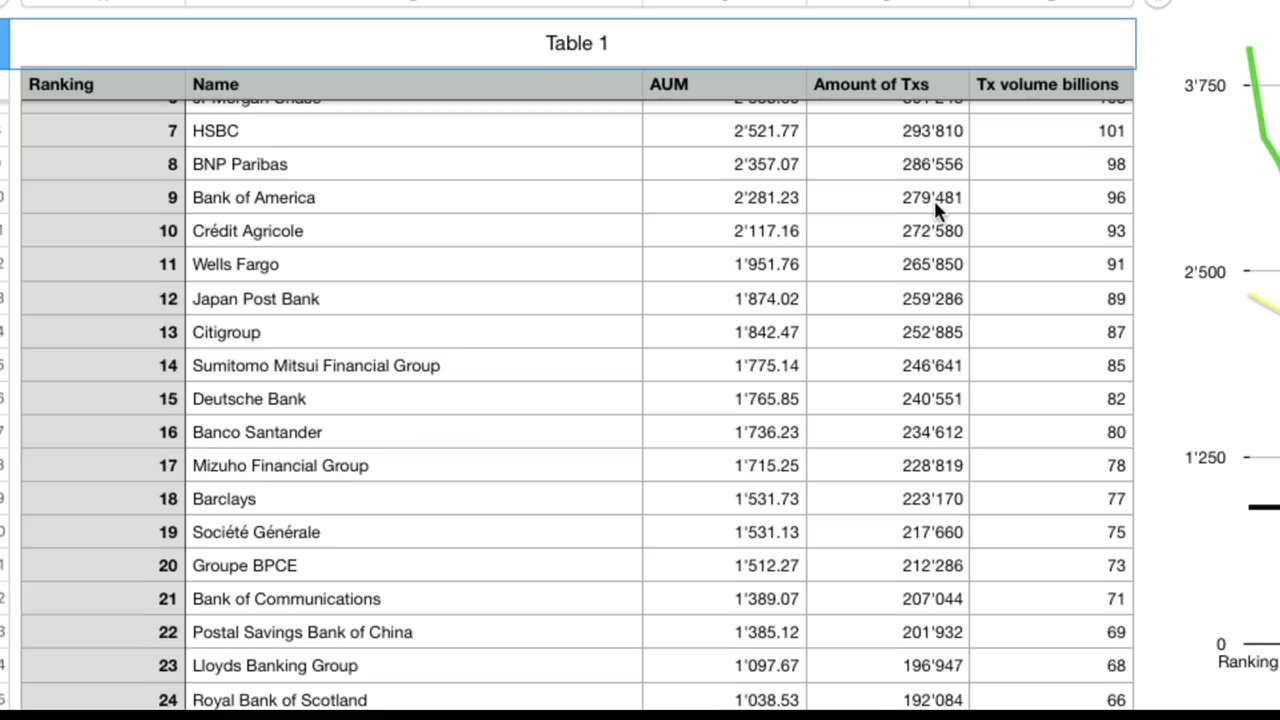 Table 1
Ranking Name AUM Amount of Txs Tx volume billions
7 HSBC 2'521.77 293'810 101
8 BNP Paribas 2'357.07 286'556 98
9 Bank of America 2'281.23 279'481 96
10 Crédit Agricole 2'117.16 272'580 93
11 Wells Fargo 1'951.76 265'850 91
12 Japan Post Bank 1'874.02 259'286 89
13 Citigroup 1'842.47 252'885 87
14 Sumitomo Mitsui Financial Group 1'775.14 246'641 85
15 Deutsche Bank 1'765.85 240'551 82
16 Banco Santander 1'736.23 234'612 80
17 Mizuho Financial Group 1'715.25 228'819 78
18 Barclays 1'531.73 223'170 77
19 Société Générale 1'531.13 217'660 75
20 Groupe BPCE 1'512.27 212'286 73
21 Bank of Communications 1'389.07 207'044 71
22 Postal Savings Bank of China 1'385.12 201'932 69
23 Lloyds Banking Group 1'097.67 196'947 68
24 Royal Bank of Scotland 1'038.53 192'084 66
3'750
2'500
1'250
0
Ranking